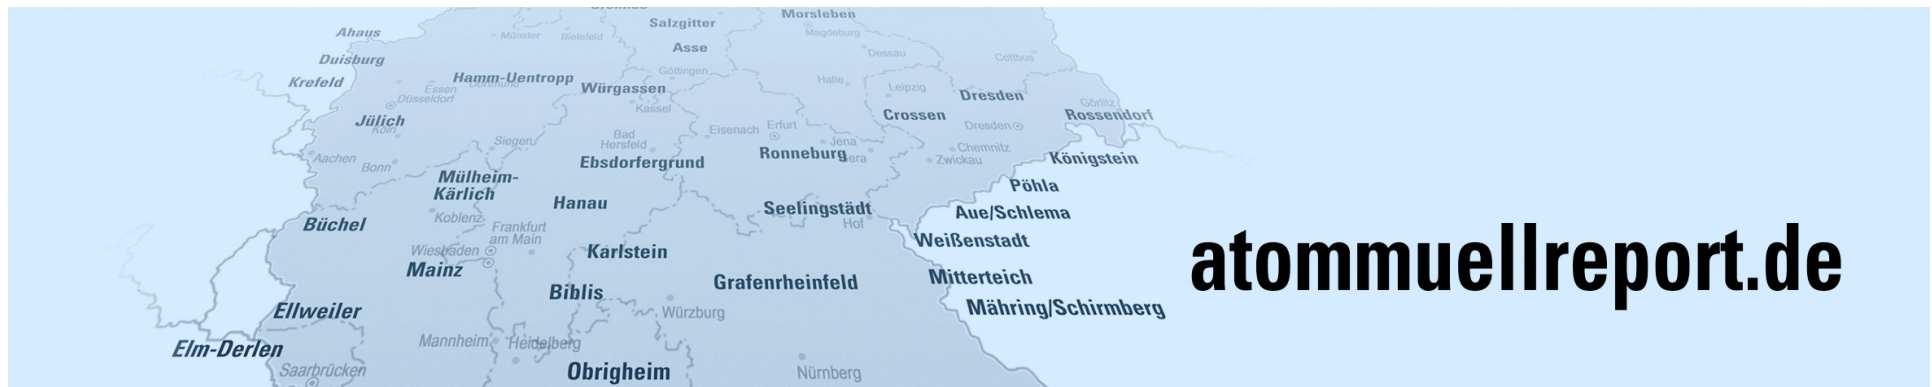 Morsleben
Salzgitter
Magdeburg
Ahaus
Münster
Bielefeld
Asse
Dessau
Duisburg
Cottbus
Göttingen
Krefeld
Hamm-Uentrop
Dortmund
Halle
Essen
Würgassen
Leipzig
Düsseldorf
Dresden
Kassel
Görlitz
Jülich
Crossen
Rossendorf
Köln
Eisenach
Erfurt
Dresden
Siegen
Bad
Hersfeld
Jena
Chemnitz
Aachen
Ronneburg
Gera
Zwickau
Königstein
Bonn
Ebsdorfergrund
Mülheim-
Kärlich
Pöhla
Hanau
Seelingstädt
Aue/Schlema
Koblenz
Büchel
Hof
Frankfurt
am Main
Weißenstadt
Wiesbaden
Karlstein
atommuellreport.de
Mainz
Mitterteich
Grafenrheinfeld
Biblis
Ellweiler
Mähring/Schirmberg
Würzburg
Elm-Derlen
Mannheim
Heidelberg
Saarbrücken
Obrigheim
Nürnberg